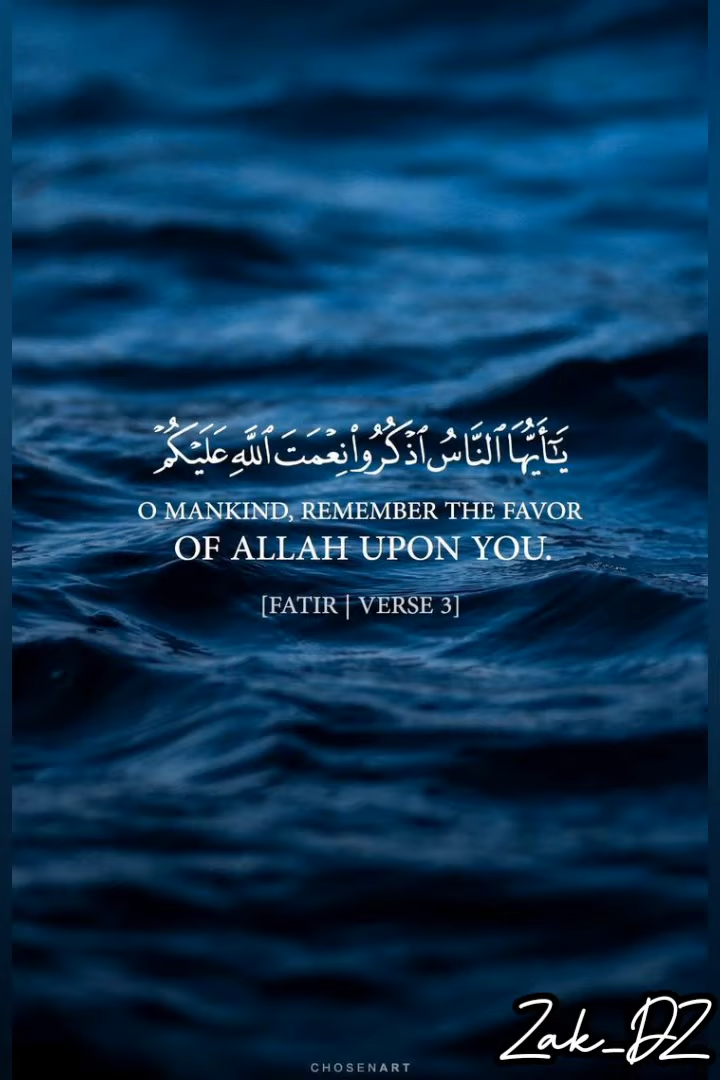 يَـٰٓأَيُّهَا ٱلنَّاسُ ٱذْكُرُوا۟ نِعْمَتَ ٱللَّهِ عَلَيْكُمْ
O MANKIND, REMEMBER THE FAVOR
OF ALLAH UPON YOU.
[FATIR | VERSE 3]
Zak_DZ
CHOSENART